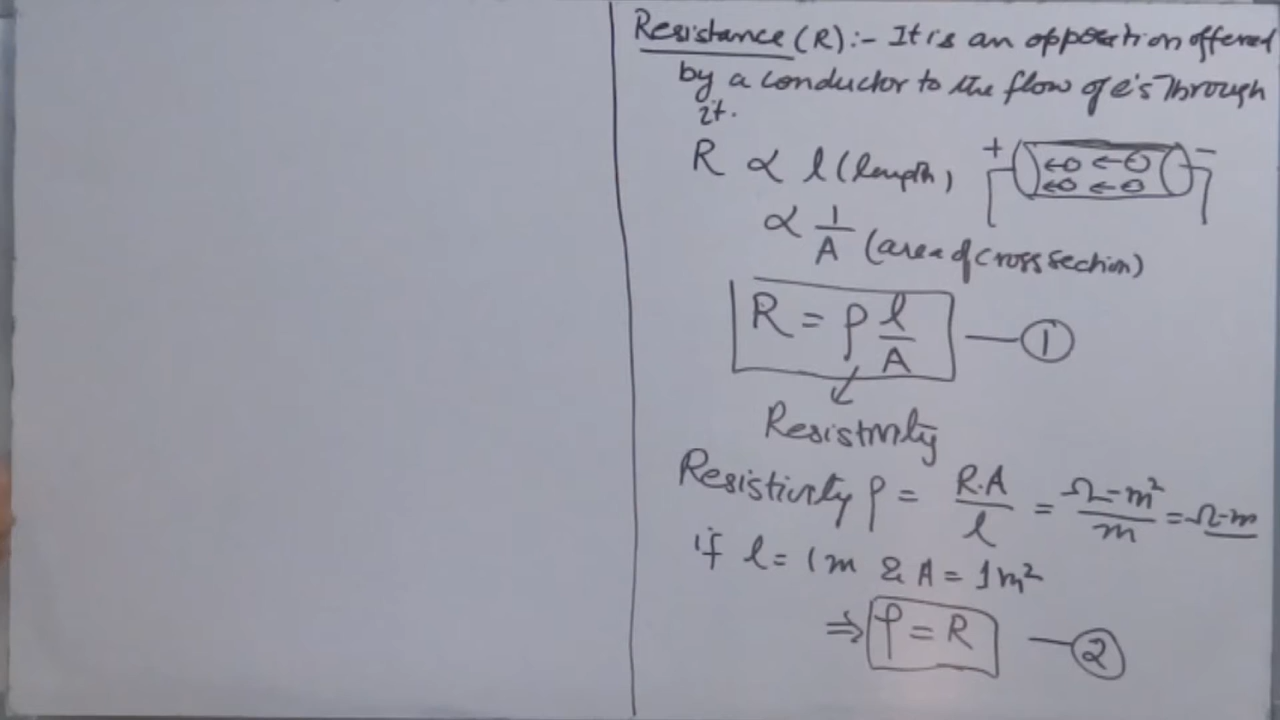 Resistance (R) :- It is an opposition offered
by a conductor to the flow of e's Through
it.
R ∝ l (length)
+ -
∝ 1/A (area of cross section)
R = ρ l/A — ①
Resistivity
Resistivity ρ = R.A/l = Ω-m²/m = Ω-m
if l = 1m & A = 1m²
⇒ ρ = R — ②